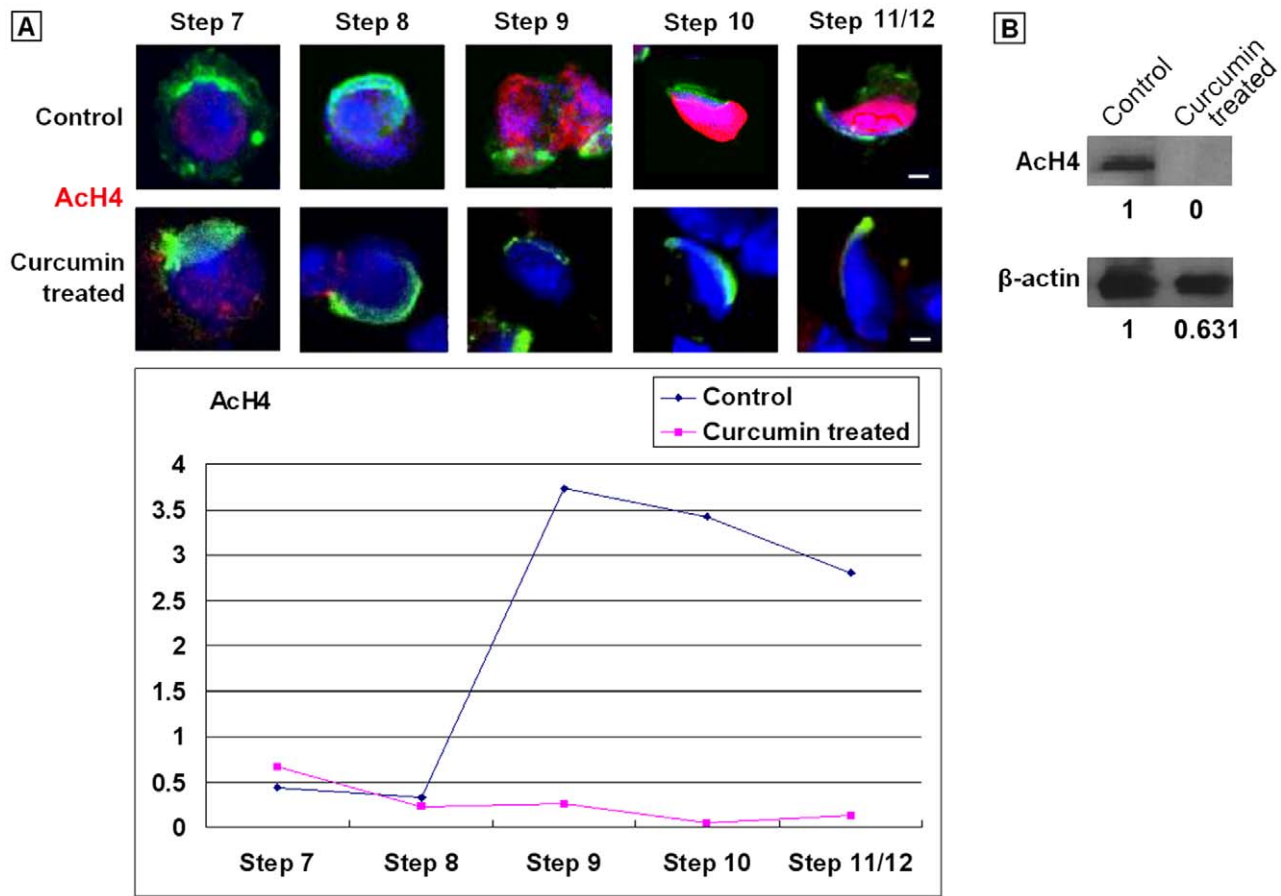 A
Step 7 Step 8 Step 9 Step 10 Step 11/12
Control
AcH4
Curcumin
treated
AcH4
Control
Curcumin treated
4
3.5
3
2.5
2
1.5
1
0.5
0
Step 7 Step 8 Step 9 Step 10 Step 11/12
B
Control
Curcumin
treated
AcH4
1 0
β-actin
1 0.631